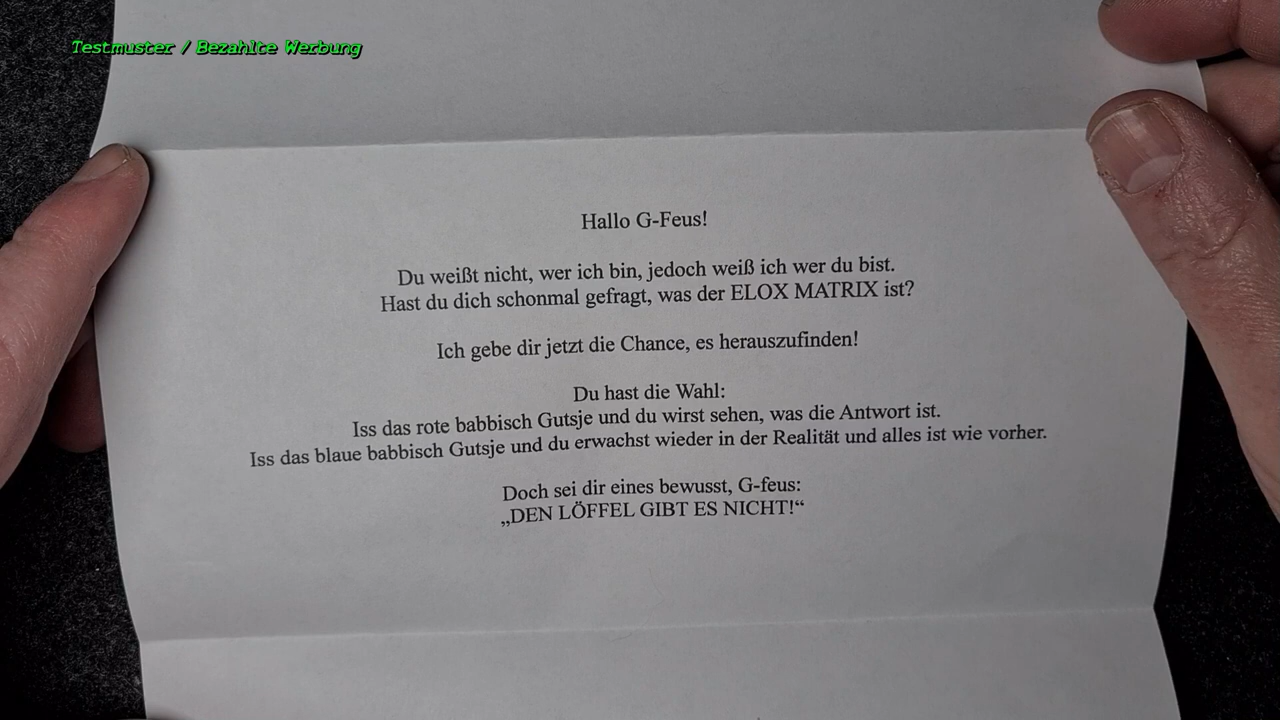 Testmuster / Bezahlte Werbung
Hallo G-Feus!
Du weißt nicht, wer ich bin, jedoch weiß ich wer du bist.
Hast du dich schonmal gefragt, was der ELOX MATRIX ist?
Ich gebe dir jetzt die Chance, es herauszufinden!
Du hast die Wahl:
Iss das rote babbisch Gutsje und du wirst sehen, was die Antwort ist.
Iss das blaue babbisch Gutsje und du erwachst wieder in der Realität und alles ist wie vorher.
Doch sei dir eines bewusst, G-feus:
„DEN LÖFFEL GIBT ES NICHT!“